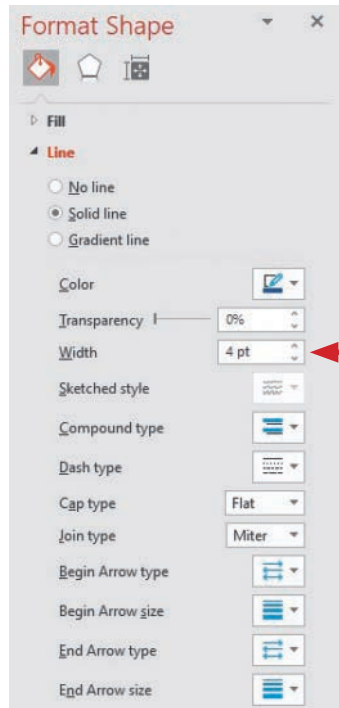 Format Shape
Fill
Line
No line
Solid line
Gradient line
Color
Transparency 0%
Width 4 pt
Sketched style
Compound type
Dash type
Cap type Flat
Join type Miter
Begin Arrow type
Begin Arrow size
End Arrow type
End Arrow size